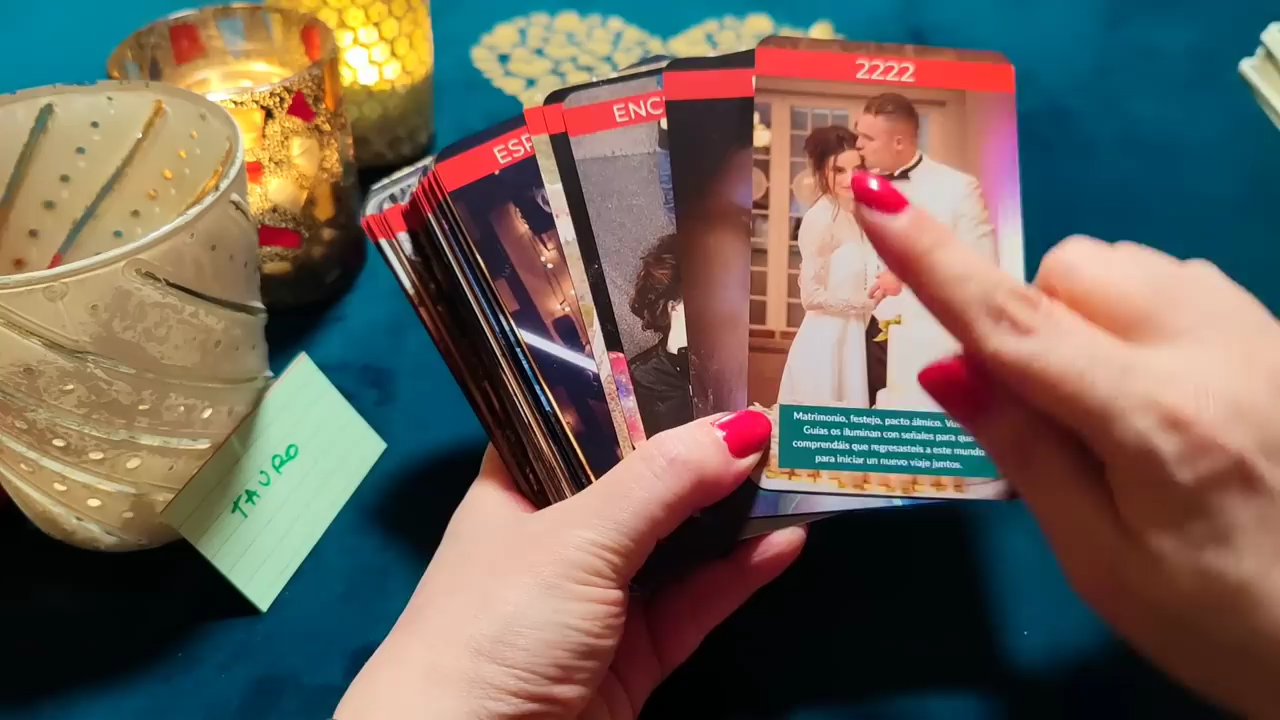 2222
ENC
ESP
TAURO
Matrimonio, festejo, pacto álmico.
Guías os iluminan con señales para que
comprendáis que regresasteis a este mundo
para iniciar un nuevo viaje juntos.